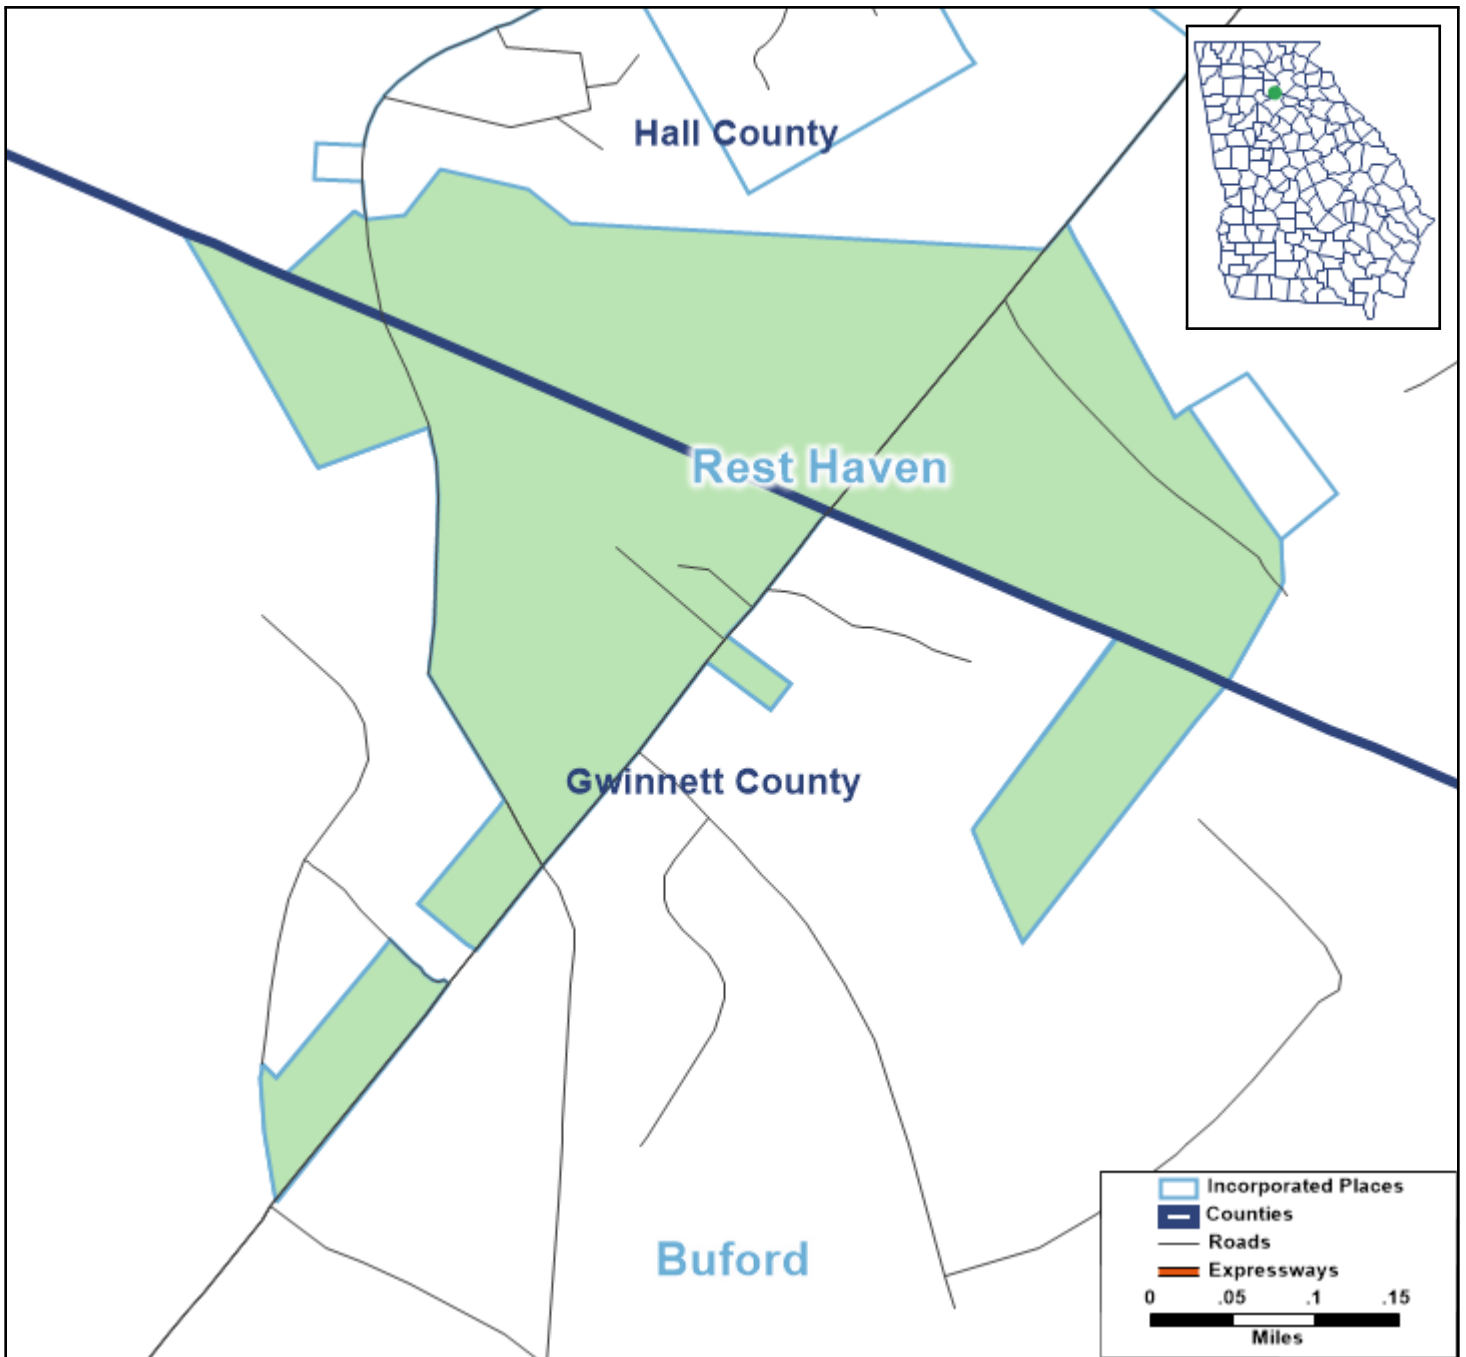 Hall County
Rest Haven
Gwinnett County
Buford
Incorporated Places
Counties
Roads
Expressways
0 .05 .1 .15
Miles